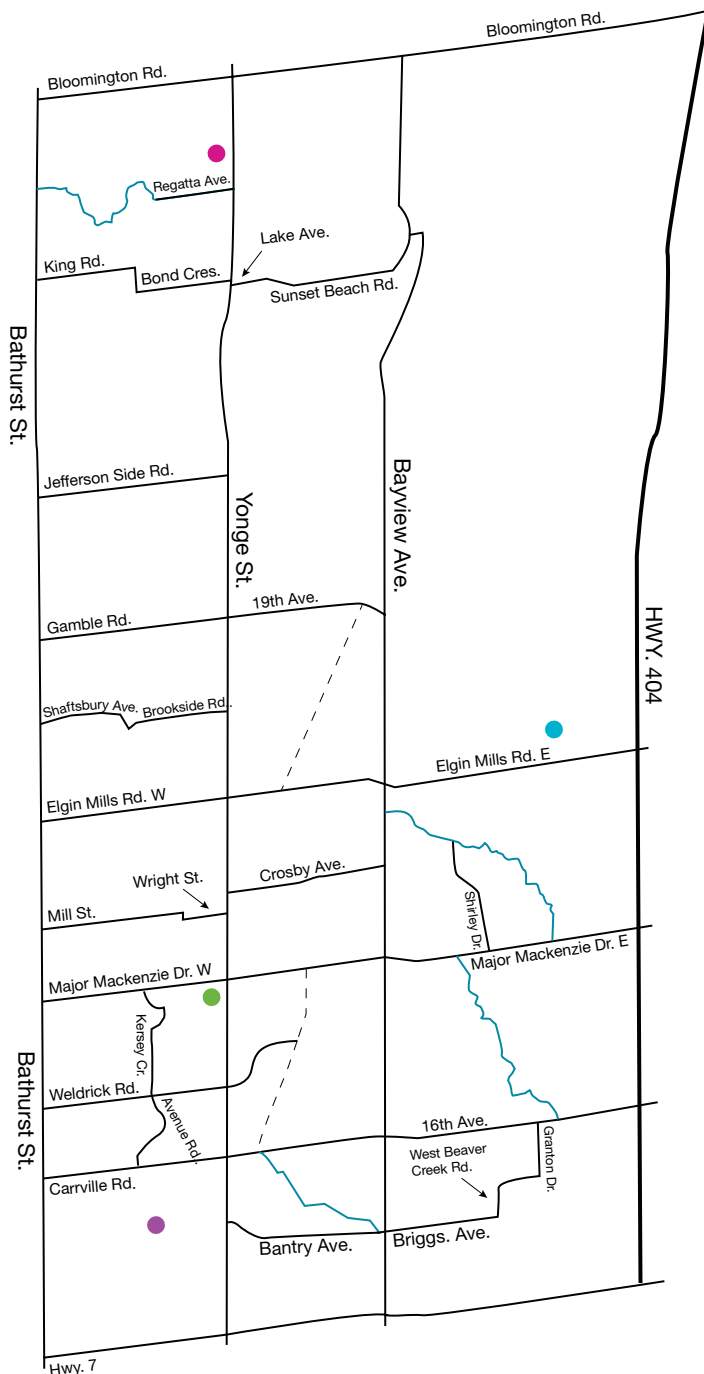 Bloomington Rd.
Bloomington Rd.
Regatta Ave.
Lake Ave.
King Rd.
Bond Cres.
Sunset Beach Rd.
Bathurst St.
Jefferson Side Rd.
Yonge St.
Bayview Ave.
19th Ave.
Gamble Rd.
HWY. 404
Shaftsbury Ave.
Brookside Rd.
Elgin Mills Rd. E
Elgin Mills Rd. W
Crosby Ave.
Wright St.
Mill St.
Shirley Dr.
Major Mackenzie Dr. E
Major Mackenzie Dr. W
Kersey Cr.
Bathurst St.
Weldrick Rd.
Avenue Rd.
16th Ave.
West Beaver
Creek Rd.
Granton Dr.
Carrville Rd.
Bantry Ave.
Briggs. Ave.
Hwy. 7